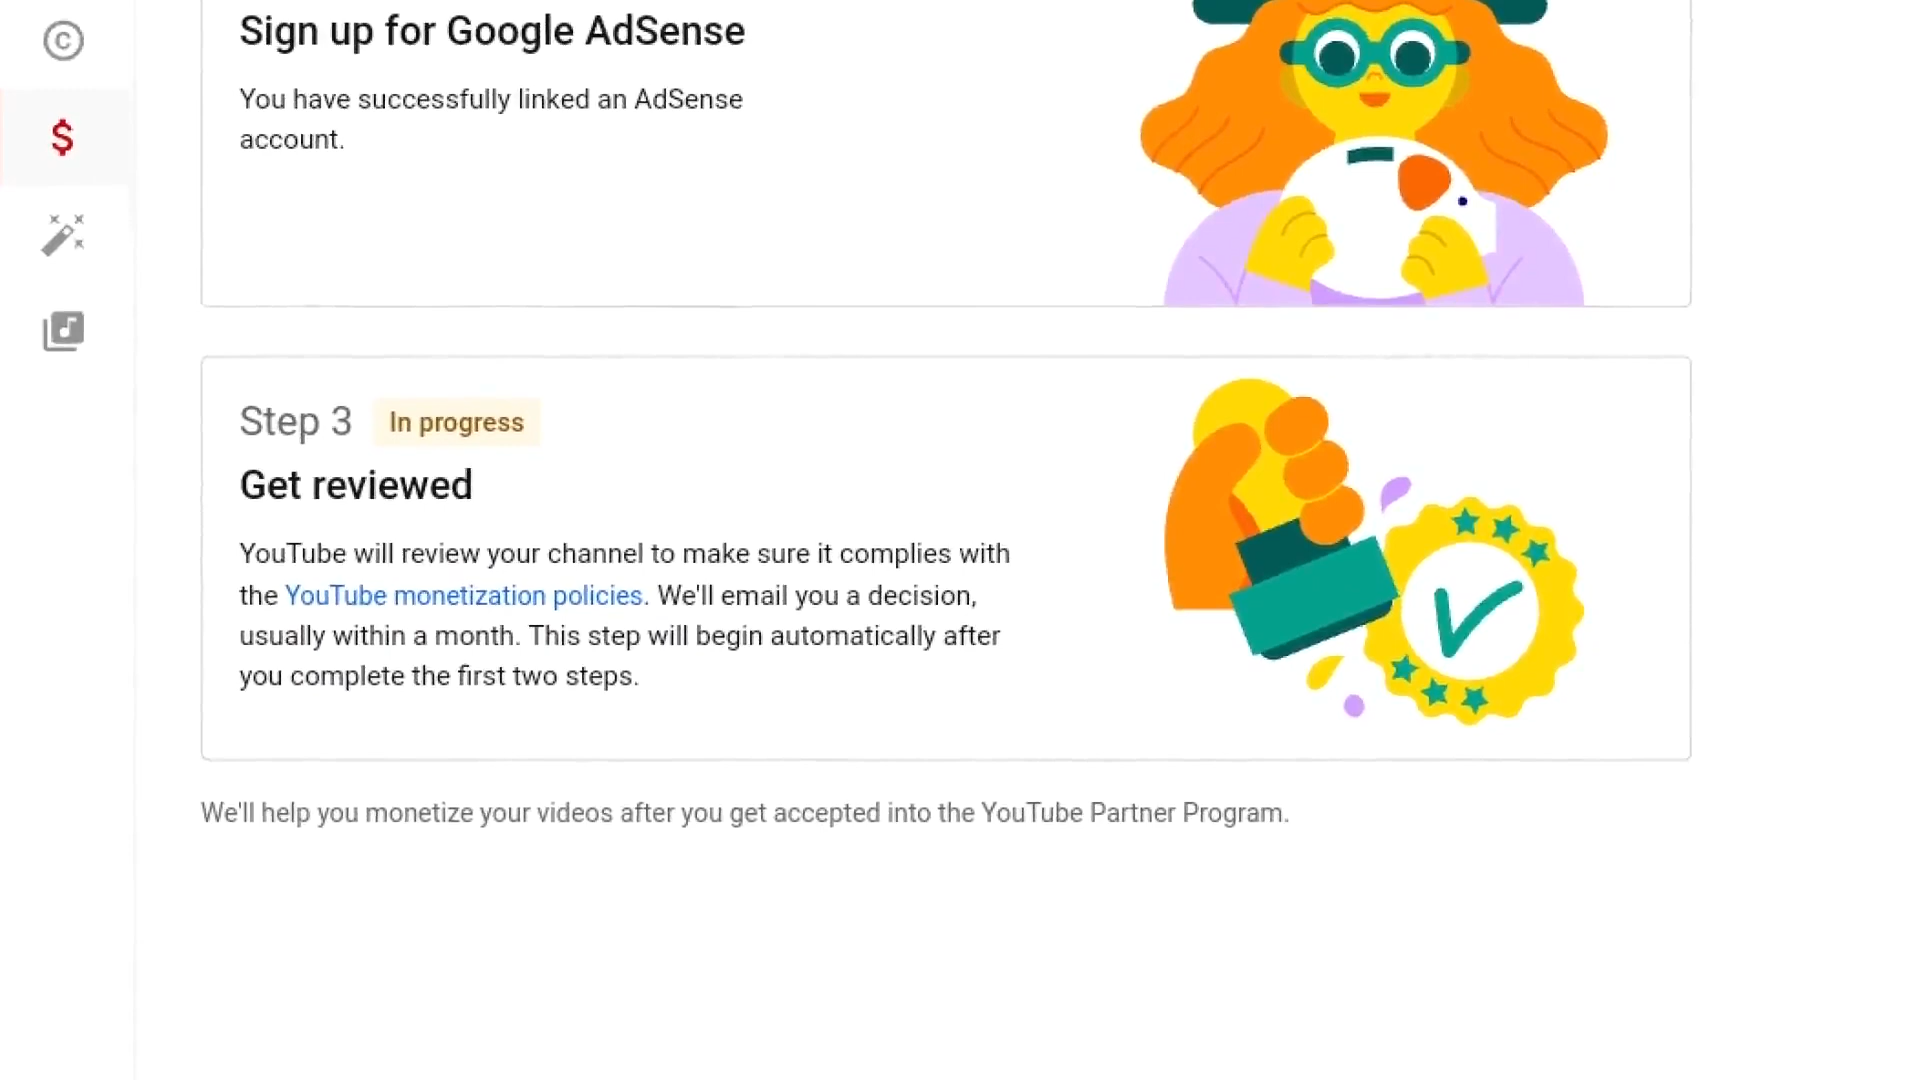 Sign up for Google AdSense
You have successfully linked an AdSense
account.
Step 3 In progress
Get reviewed
YouTube will review your channel to make sure it complies with
the YouTube monetization policies. We'll email you a decision,
usually within a month. This step will begin automatically after
you complete the first two steps.
We'll help you monetize your videos after you get accepted into the YouTube Partner Program.